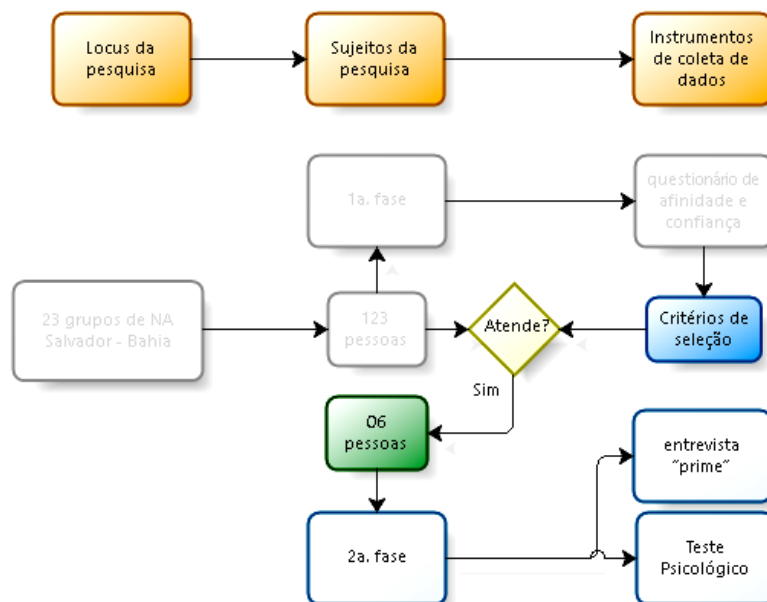 Locus da
pesquisa
Sujeitos da
pesquisa
Instrumentos
de coleta de
dados
1a. fase
questionário de
afinidade e
confiança
23 grupos de NA
Salvador - Bahia
123
pessoas
Atende?
Critérios de
seleção
Sim
06
pessoas
entrevista
“prime”
2a. fase
Teste
Psicológico